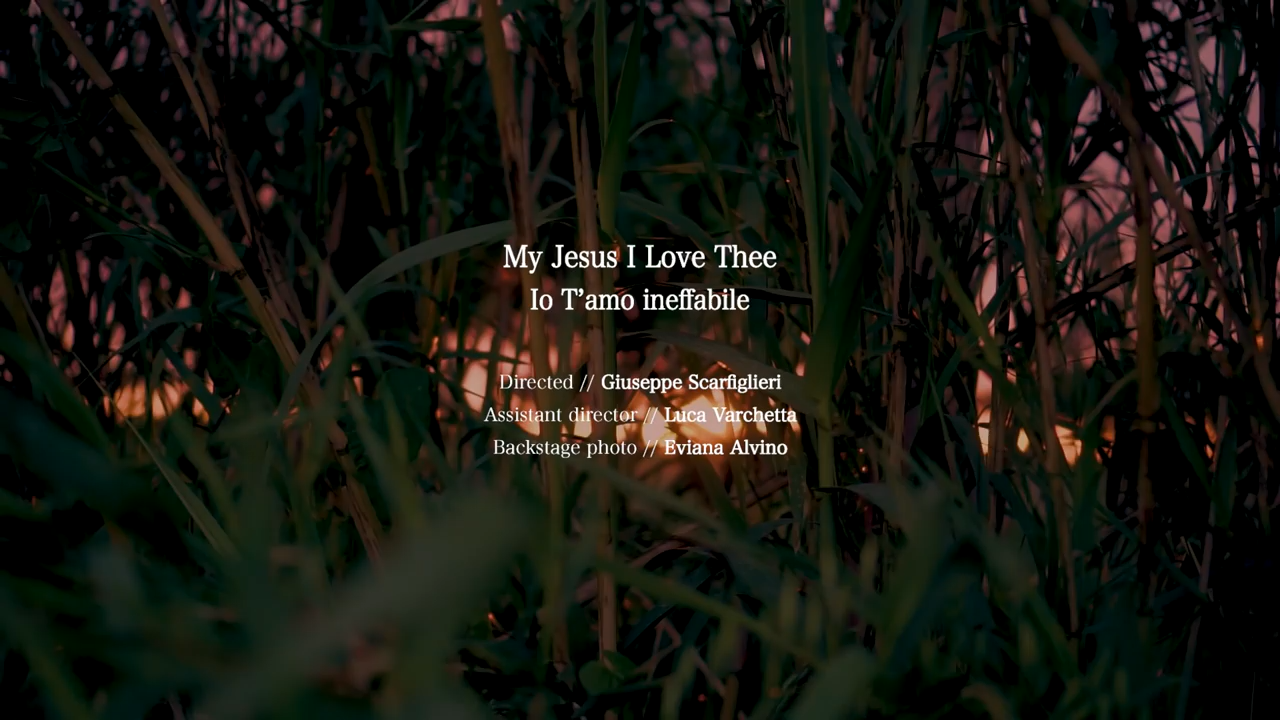 My Jesus I Love Thee
Io T’amo ineffabile
Directed // Giuseppe Scarfiglieri
Assistant director // Luca Varchetta
Backstage photo // Eviana Alvino